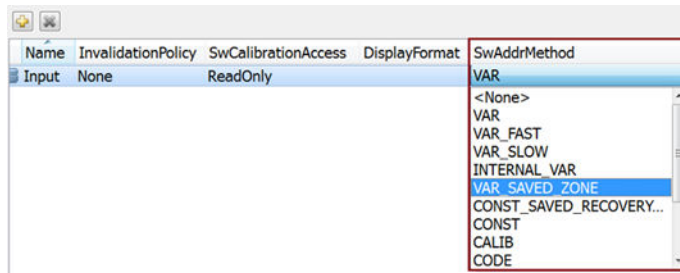 Name InvalidationPolicy SwCalibrationAccess DisplayFormat SwAddrMethod
Input None ReadOnly VAR
<None>
VAR
VAR_FAST
VAR_SLOW
INTERNAL_VAR
VAR_SAVED_ZONE
CONST_SAVED_RECOVERY...
CONST
CALIB
CODE